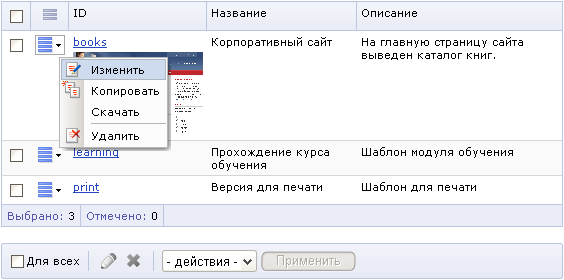 ID Название Описание
books Корпоративный сайт На главную страницу сайта
выведен каталог книг.
Изменить
Копировать
Скачать
Удалить
learning Прохождение курса Шаблон модуля обучения
обучения
print Версия для печати Шаблон для печати
Выбрано: 3 Отмечено: 0
Для всех - действия - Применить